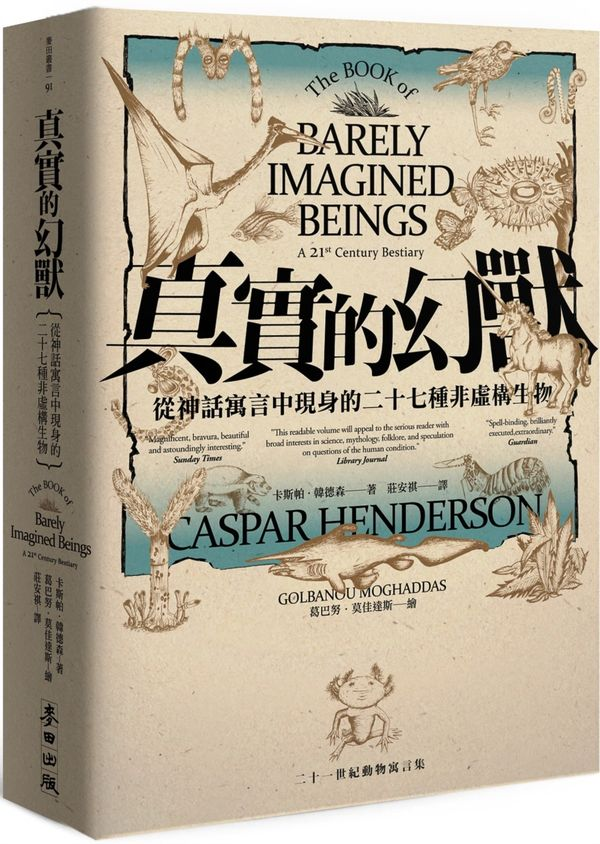 麥田叢書 91
真實的幻獸
從神話寓言中現身的
二十七種非虛構生物
The BOOK of
Barely
Imagined Beings
A 21st Century Bestiary
卡斯帕·韓德森—著
葛巴努·莫佳達斯—繪
莊安祺—譯
麥田出版
The BOOK of
BARELY
IMAGINED
BEINGS
A 21st Century Bestiary
真實的幻獸
從神話寓言中現身的二十七種非虛構生物
"Magnificent, bravura, beautiful
and astoundingly interesting."
Sunday Times
"This readable volume will appeal to the serious reader with
broad interests in science, mythology, folklore, and speculation
on questions of the human condition."
Library Journal
"Spell-binding, brilliantly
executed, extraordinary."
Guardian
卡斯帕·韓德森——著 莊安祺——譯
CASPAR HENDERSON
GOLBANOU MOGHADDAS
葛巴努·莫佳達斯—繪
二十一世紀動物寓言集